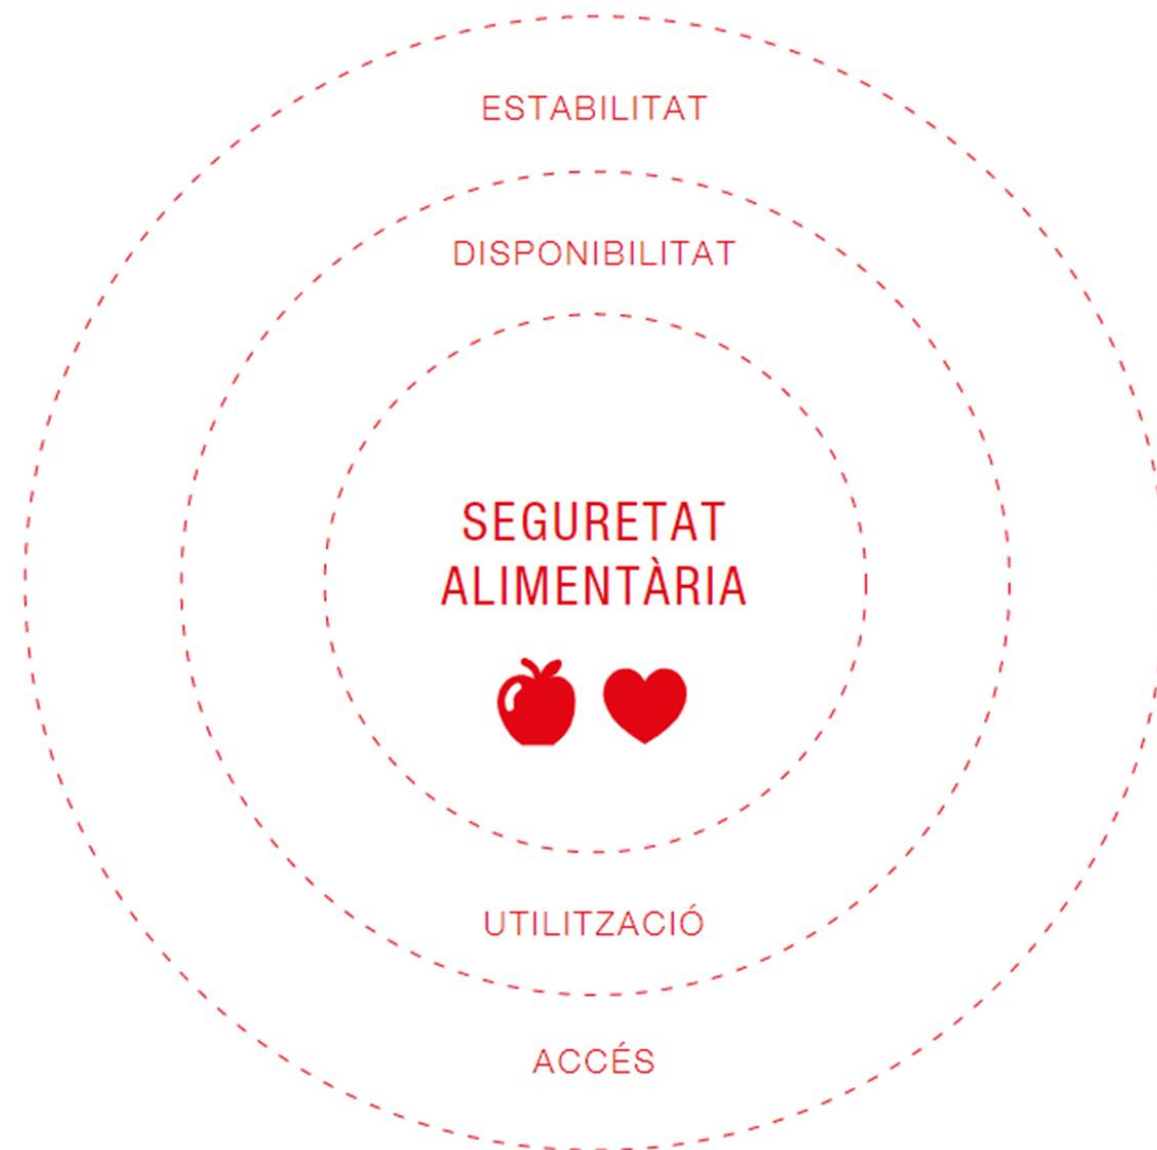 ESTABILITAT
DISPONIBILITAT
SEGURETAT
ALIMENTÀRIA
UTILITZACIÓ
ACCÉS